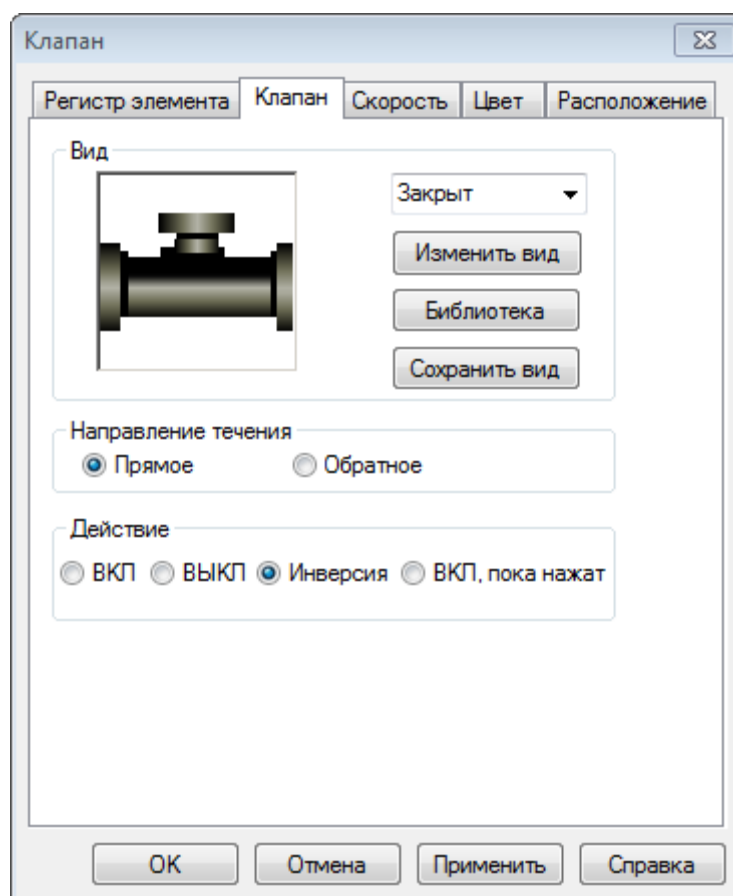 Клапан
Регистр элемента Клапан Скорость Цвет Расположение
Вид
Закрыт
Изменить вид
Библиотека
Сохранить вид
Направление течения
Прямое Обратное
Действие
ВКЛ ВЫКЛ Инверсия ВКЛ, пока нажат
OK Отмена Применить Справка